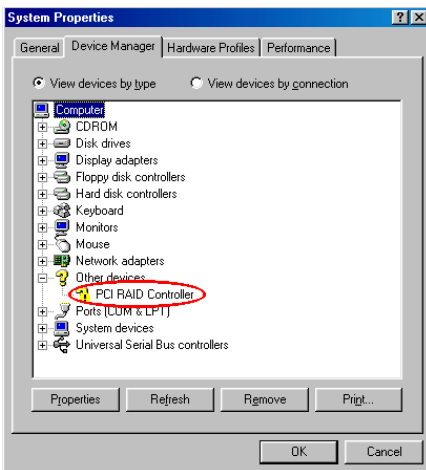 System Properties
General Device Manager Hardware Profiles Performance
View devices by type View devices by connection
Computer
CDROM
Disk drives
Display adapters
Floppy disk controllers
Hard disk controllers
Keyboard
Monitors
Mouse
Network adapters
Other devices
PCI RAID Controller
Ports (COM & LPT)
System devices
Universal Serial Bus controllers
Properties Refresh Remove Print...
OK Cancel